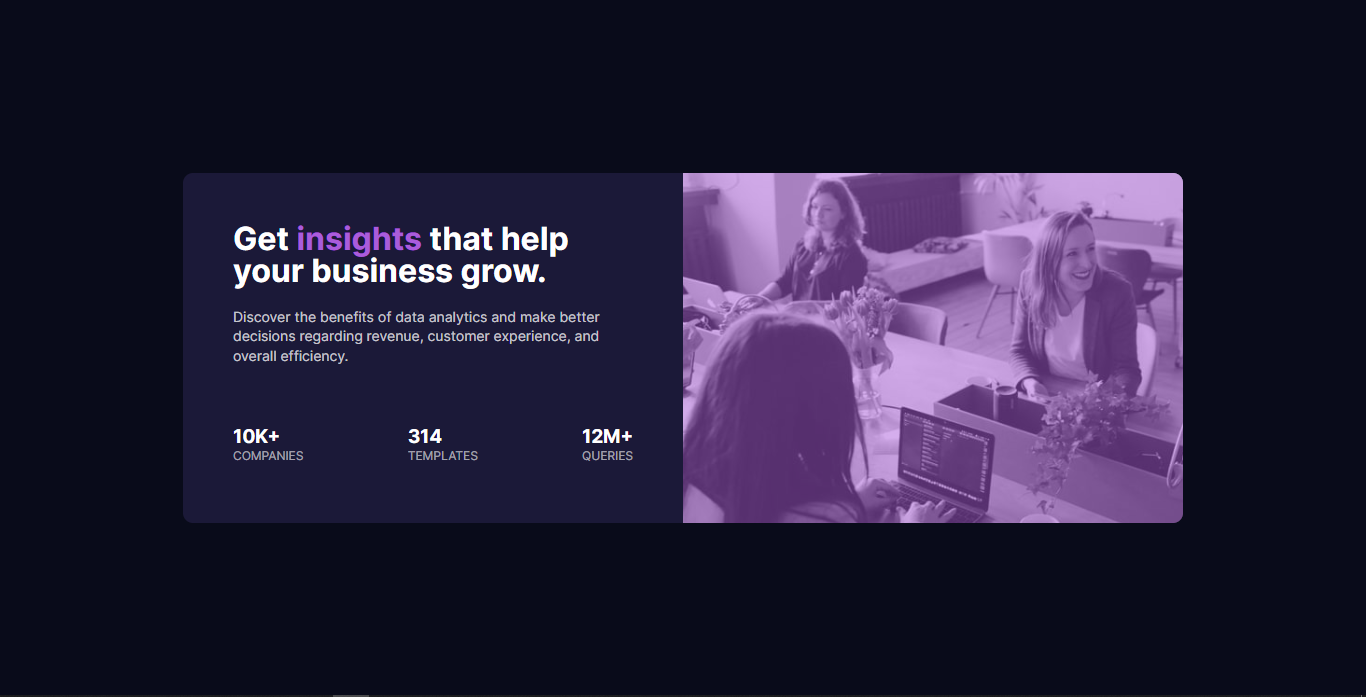 Get insights that help
your business grow.
Discover the benefits of data analytics and make better
decisions regarding revenue, customer experience, and
overall efficiency.
10K+ 314 12M+
COMPANIES TEMPLATES QUERIES